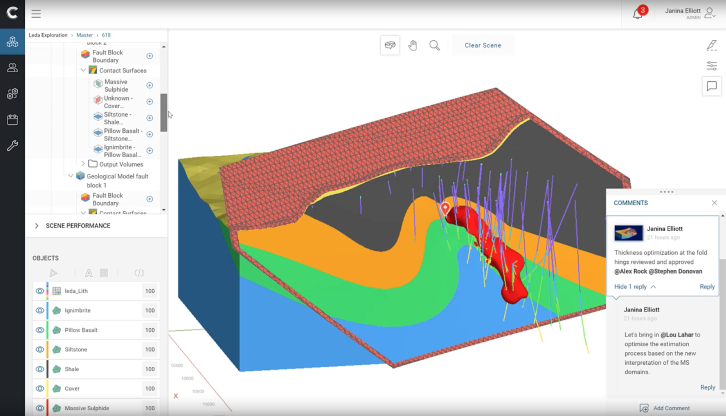 3
Janina Elliott
Leda Exploration > Master > 618
block 2
Fault Block
Boundary
Contact Surfaces
Massive
Sulphide
Unknown -
Cover...
Siltstone -
Shale...
Pillow Basalt -
Siltstone...
Ignimbrite -
Pillow Basal...
Output Volumes
Geological Model fault
block 1
Fault Block
Boundary
Contact Surfaces
SCENE PERFORMANCE
OBJECTS
leda_Lith 100
Ignimbrite 100
Pillow Basalt 100
Siltstone 100
Shale 100
Cover 100
Massive Sulphide 100
Clear Scene
X
COMMENTS
Janina Elliott
21 hours ago
Thickness optimization at the fold
hinges reviewed and approved
@Alex Rock @Stephen Donovan
Hide 1 reply Reply
Janina Elliott
21 hours ago
Let's bring in @Lou Lahar to
optimise the estimation
process based on the new
interpretation of the MS
domains.
Reply
Add Comment